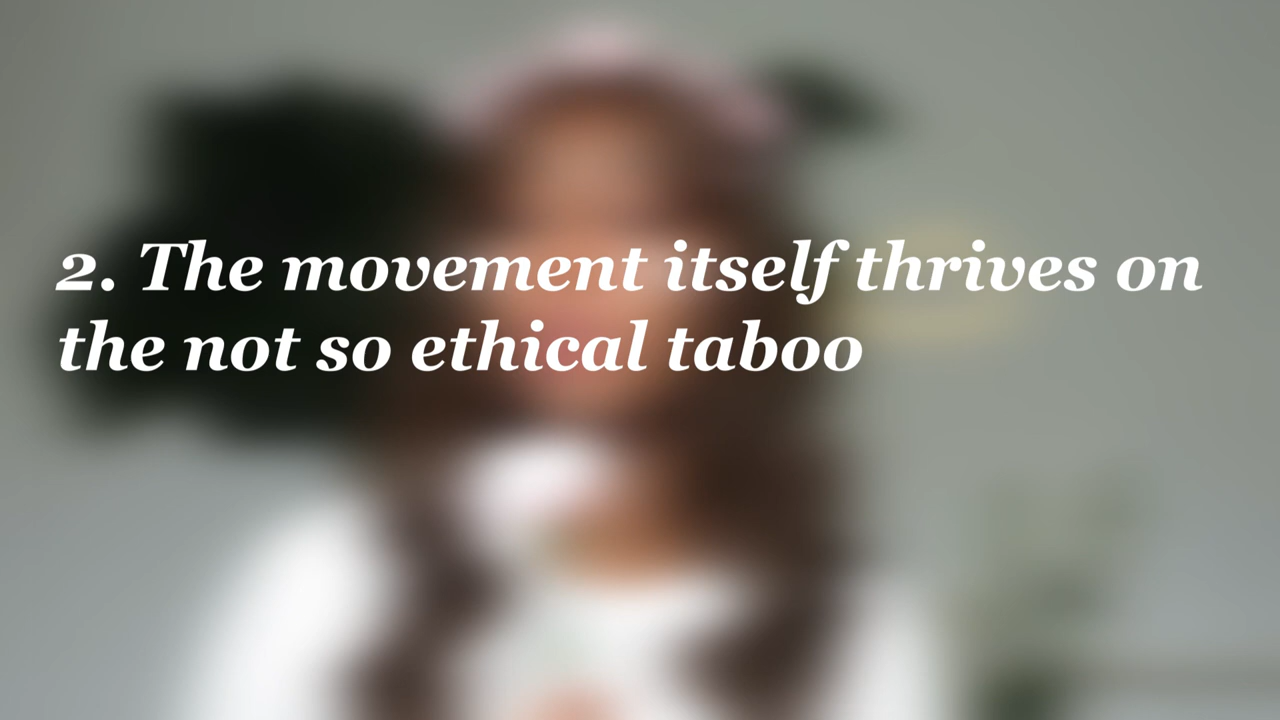 2. The movement itself thrives on
the not so ethical taboo